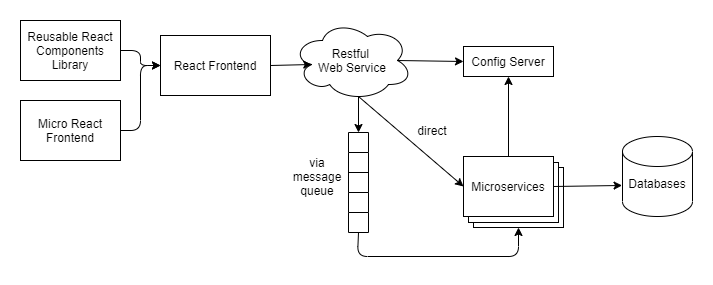 Reusable React
Components
Library
Micro React
Frontend
React Frontend
Restful
Web Service
Config Server
direct
via
message
queue
Microservices
Databases